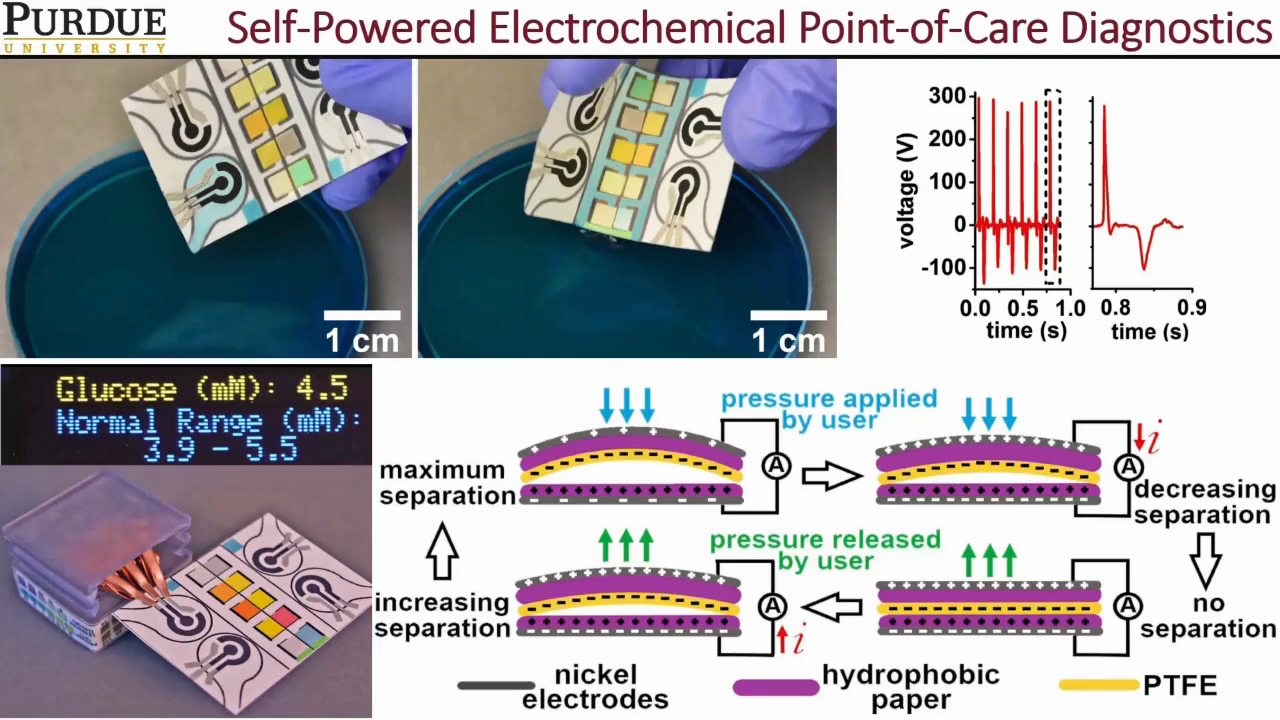 PURDUE
UNIVERSITY
Self-Powered Electrochemical Point-of-Care Diagnostics
1 cm
1 cm
voltage (V)
300
200
100
0
-100
0.0 0.5 1.0
time (s)
0.8 0.9
time (s)
Glucose (mM): 4.5
Normal Range (mM):
3.9 - 5.5
pressure applied
by user
maximum
separation
A
A
i
decreasing
separation
pressure released
by user
increasing
separation
A
i
A
no
separation
nickel
electrodes
hydrophobic
paper
PTFE